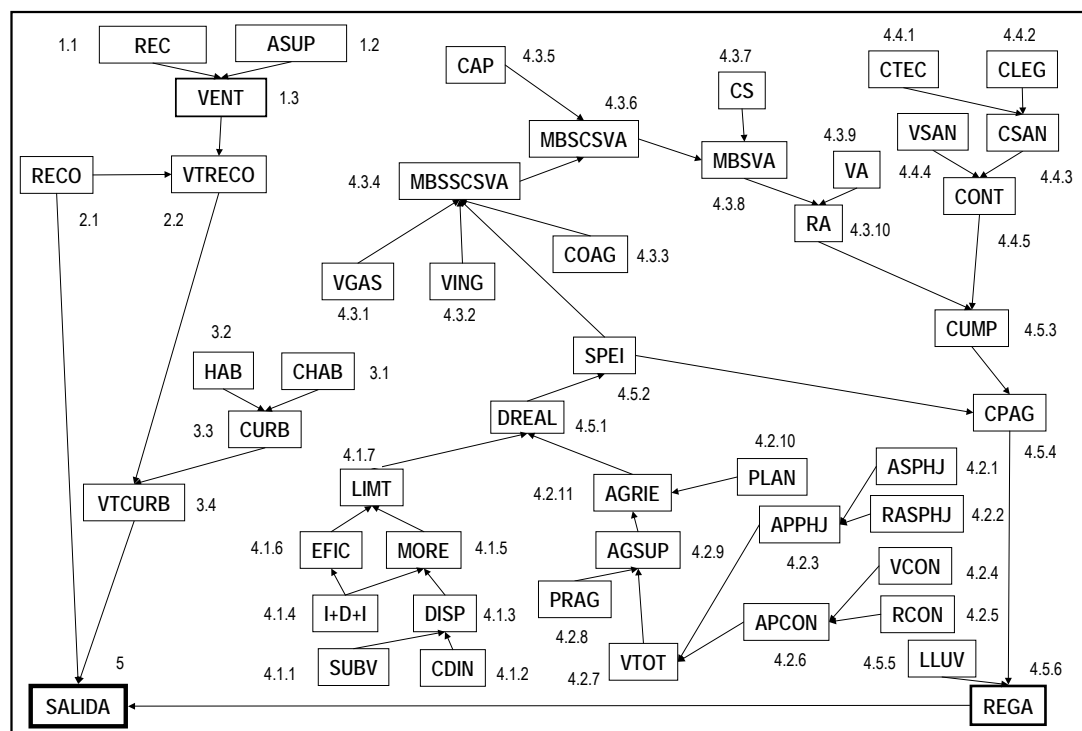 1.1
REC
ASUP
1.2
VENT
1.3
RECO
VTRECO
2.1
2.2
CAP
4.3.5
4.3.6
MBSCSVA
4.3.7
CS
MBSVA
4.3.8
4.3.9
VA
RA
4.3.10
4.4.1
CTEC
4.4.2
CLEG
VSAN
4.4.4
CSAN
4.4.3
CONT
4.4.5
4.3.4
MBSSCSVA
VGAS
4.3.1
VING
4.3.2
COAG
4.3.3
CUMP
4.5.3
3.2
HAB
CHAB
3.1
3.3
CURB
VTCURB
3.4
SPEI
4.5.2
DREAL
4.5.1
CPAG
4.5.4
4.1.7
LIMT
4.2.10
PLAN
4.2.11
AGRIE
ASPHJ
4.2.1
RASPHJ
4.2.2
APPHJ
4.2.3
4.1.6
EFIC
MORE
4.1.5
AGSUP
4.2.9
VCON
4.2.4
4.1.4
I+D+I
DISP
4.1.3
PRAG
4.2.8
APCON
4.2.6
RCON
4.2.5
4.1.1
SUBV
CDIN
4.1.2
VTOT
4.2.7
LLUV
4.5.5
4.5.6
5
SALIDA
REGA